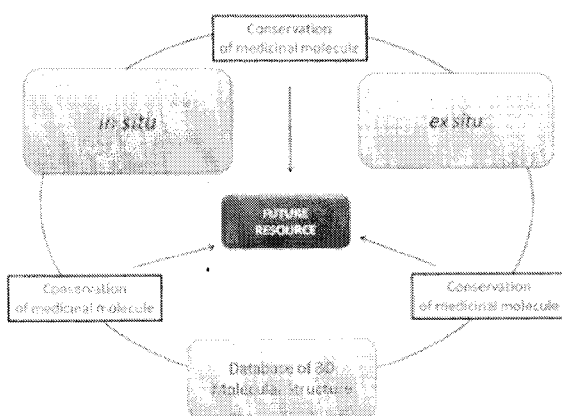 Conservation
of medicinal molecule
in situ
ex situ
FUTURE
RESOURCE
Conservation
of medicinal molecule
Conservation
of medicinal molecule
Database of 3D
Molecular Structure